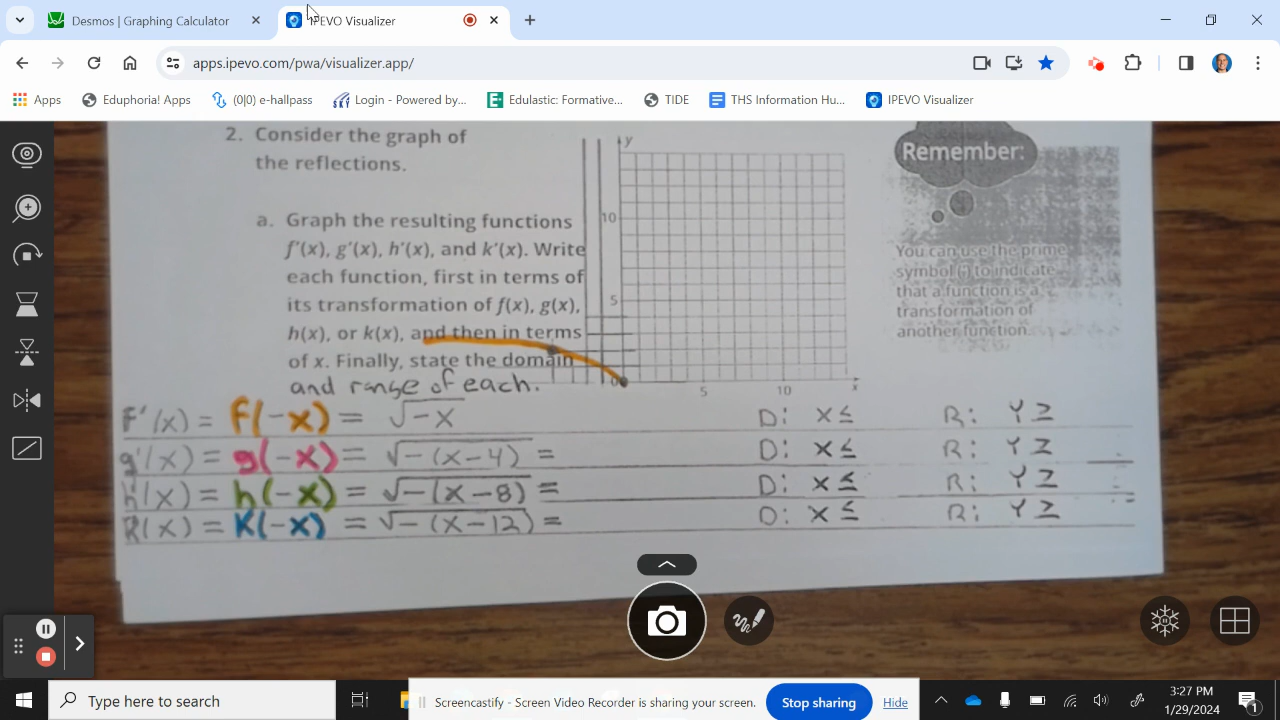 Desmos | Graphing Calculator
IPEVO Visualizer
apps.ipevo.com/pwa/visualizer.app/
Apps
Eduphoria! Apps
(0|0) e-hallpass
Login - Powered by...
Edulastic: Formative...
TIDE
THS Information Hu...
IPEVO Visualizer
2. Consider the graph of
the reflections.
a. Graph the resulting functions
f'(x), g'(x), h'(x), and k'(x). Write
each function, first in terms of
its transformation of f(x), g(x),
h(x), or k(x), and then in terms
of x. Finally, state the domain
and range of each.
y
10
5
0
5
10
x
Remember:
You can use the prime
symbol (') to indicate
that a function is a
transformation of
another function.
F'(x) = f(-x) = √-x D: x≤ R: Y≥
g'(x) = g(-x) = √-(x-4) = D: x≤ R: Y≥
h'(x) = h(-x) = √-(x-8) = D: x≤ R: Y≥
K(x) = K(-x) = √-(x-12) = D: x≤ R: Y≥
Type here to search
Screencastify - Screen Video Recorder is sharing your screen.
Stop sharing
Hide
3:27 PM
1/29/2024
1